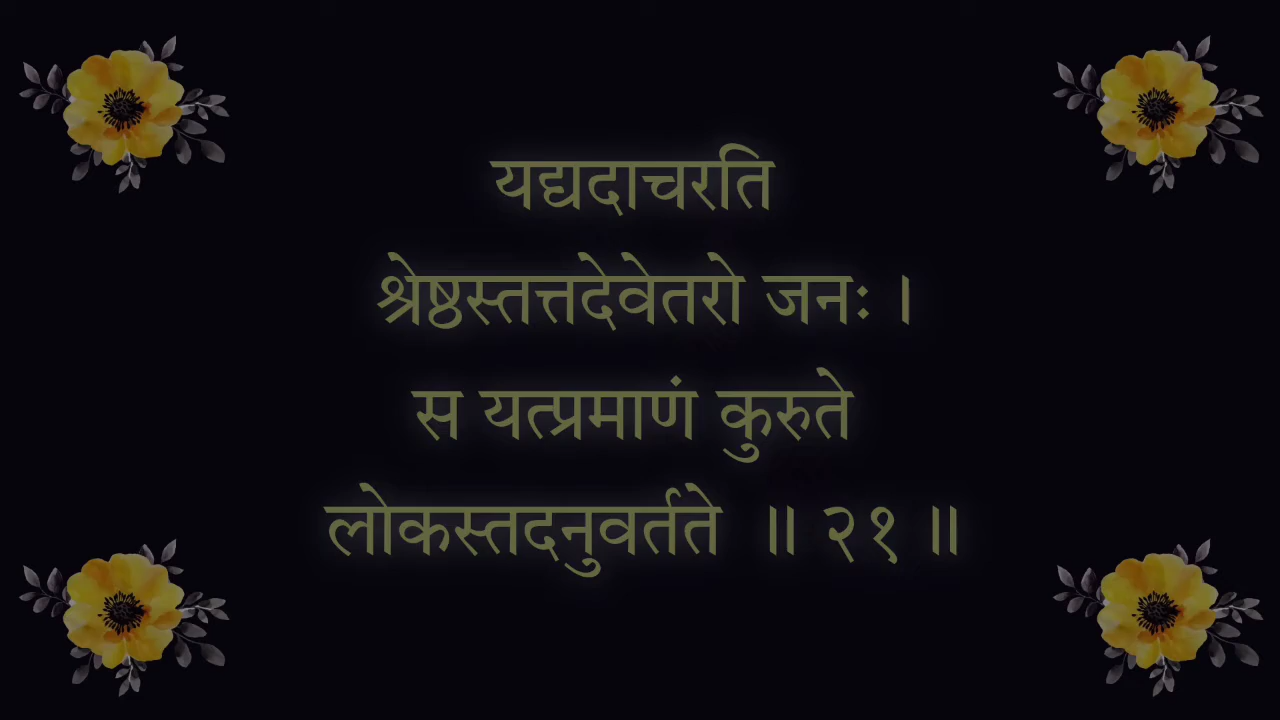 यद्यदाचरति
श्रेष्ठस्तत्तदेवेतरो जनः ।
स यत्प्रमाणं कुरुते
लोकस्तदनुवर्तते ॥ २१ ॥